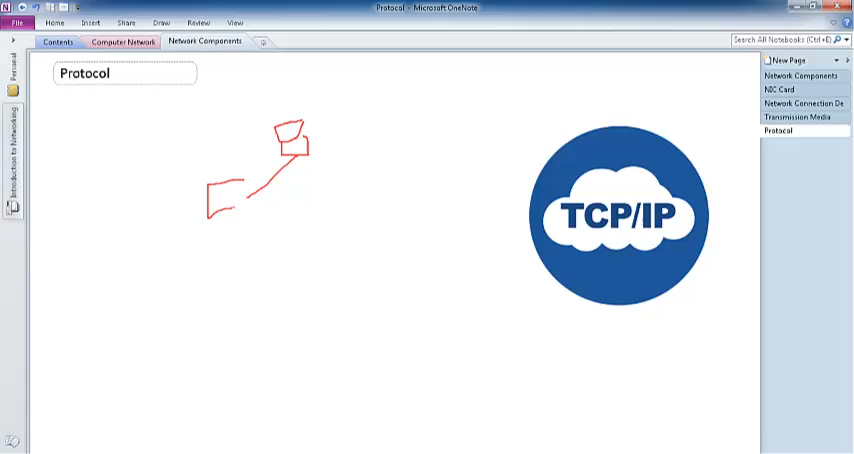 Protocol - Microsoft OneNote
File Home Insert Share Draw Review View
Contents Computer Network Network Components
Search All Notebooks (Ctrl+E)
Personal
Introduction to Networking
Protocol
TCP/IP
New Page
Network Components
NIC Card
Network Connection De
Transmission Media
Protocol